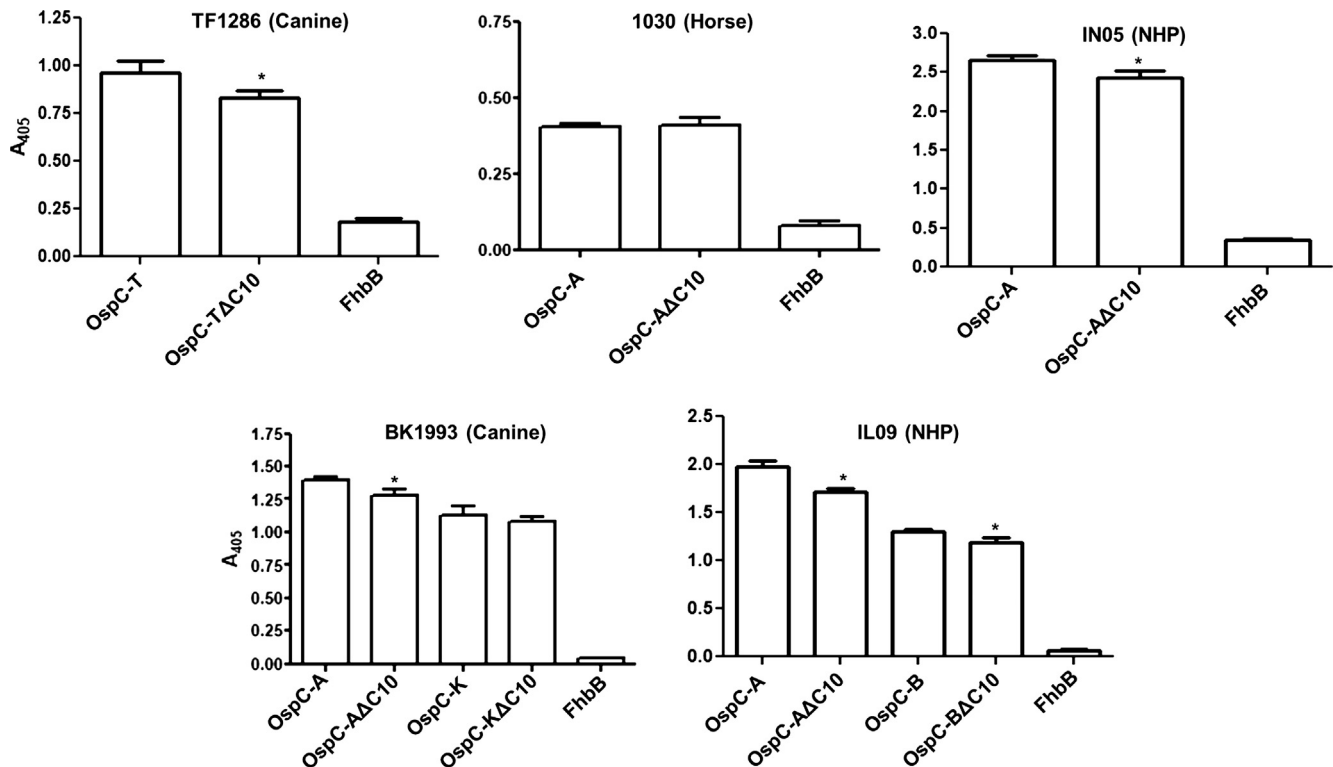 TF1286 (Canine)
A405
1.25
1.00
0.75
0.50
0.25
0.00
*
OspC-T
OspC-TΔC10
FhbB
1030 (Horse)
0.75
0.50
0.25
0.00
OspC-A
OspC-AΔC10
FhbB
IN05 (NHP)
3.0
2.5
2.0
1.5
1.0
0.5
0.0
*
OspC-A
OspC-AΔC10
FhbB
BK1993 (Canine)
A405
1.75
1.50
1.25
1.00
0.75
0.50
0.25
0.00
*
OspC-A
OspC-AΔC10
OspC-K
OspC-KΔC10
FhbB
IL09 (NHP)
2.5
2.0
1.5
1.0
0.5
0.0
*
*
OspC-A
OspC-AΔC10
OspC-B
OspC-BΔC10
FhbB